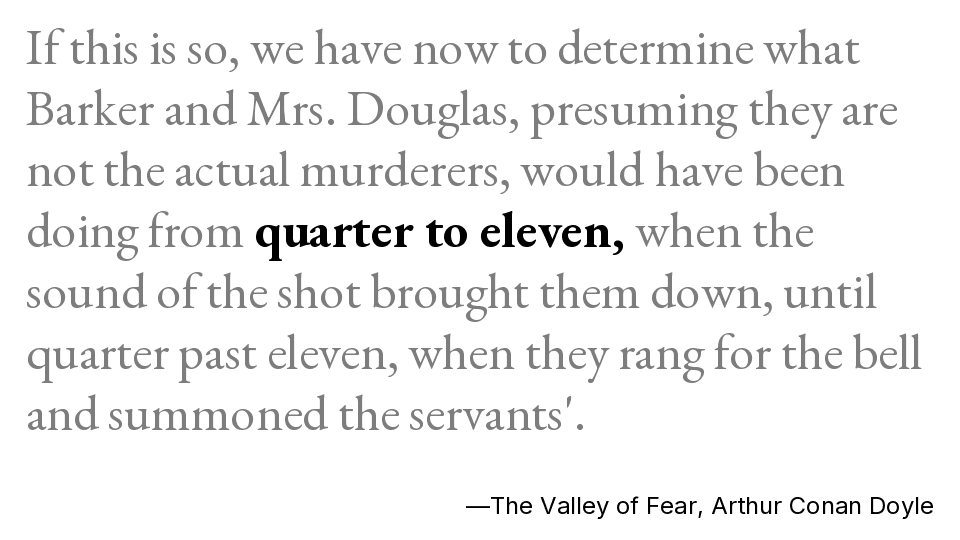 If this is so, we have now to determine what
Barker and Mrs. Douglas, presuming they are
not the actual murderers, would have been
doing from quarter to eleven, when the
sound of the shot brought them down, until
quarter past eleven, when they rang for the bell
and summoned the servants'.
—The Valley of Fear, Arthur Conan Doyle